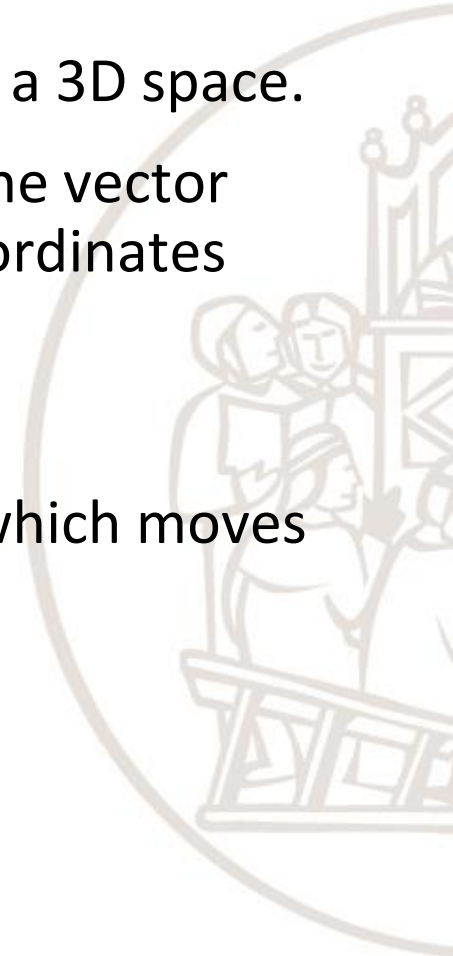 a 3D space.
he vector
ordinates
which moves